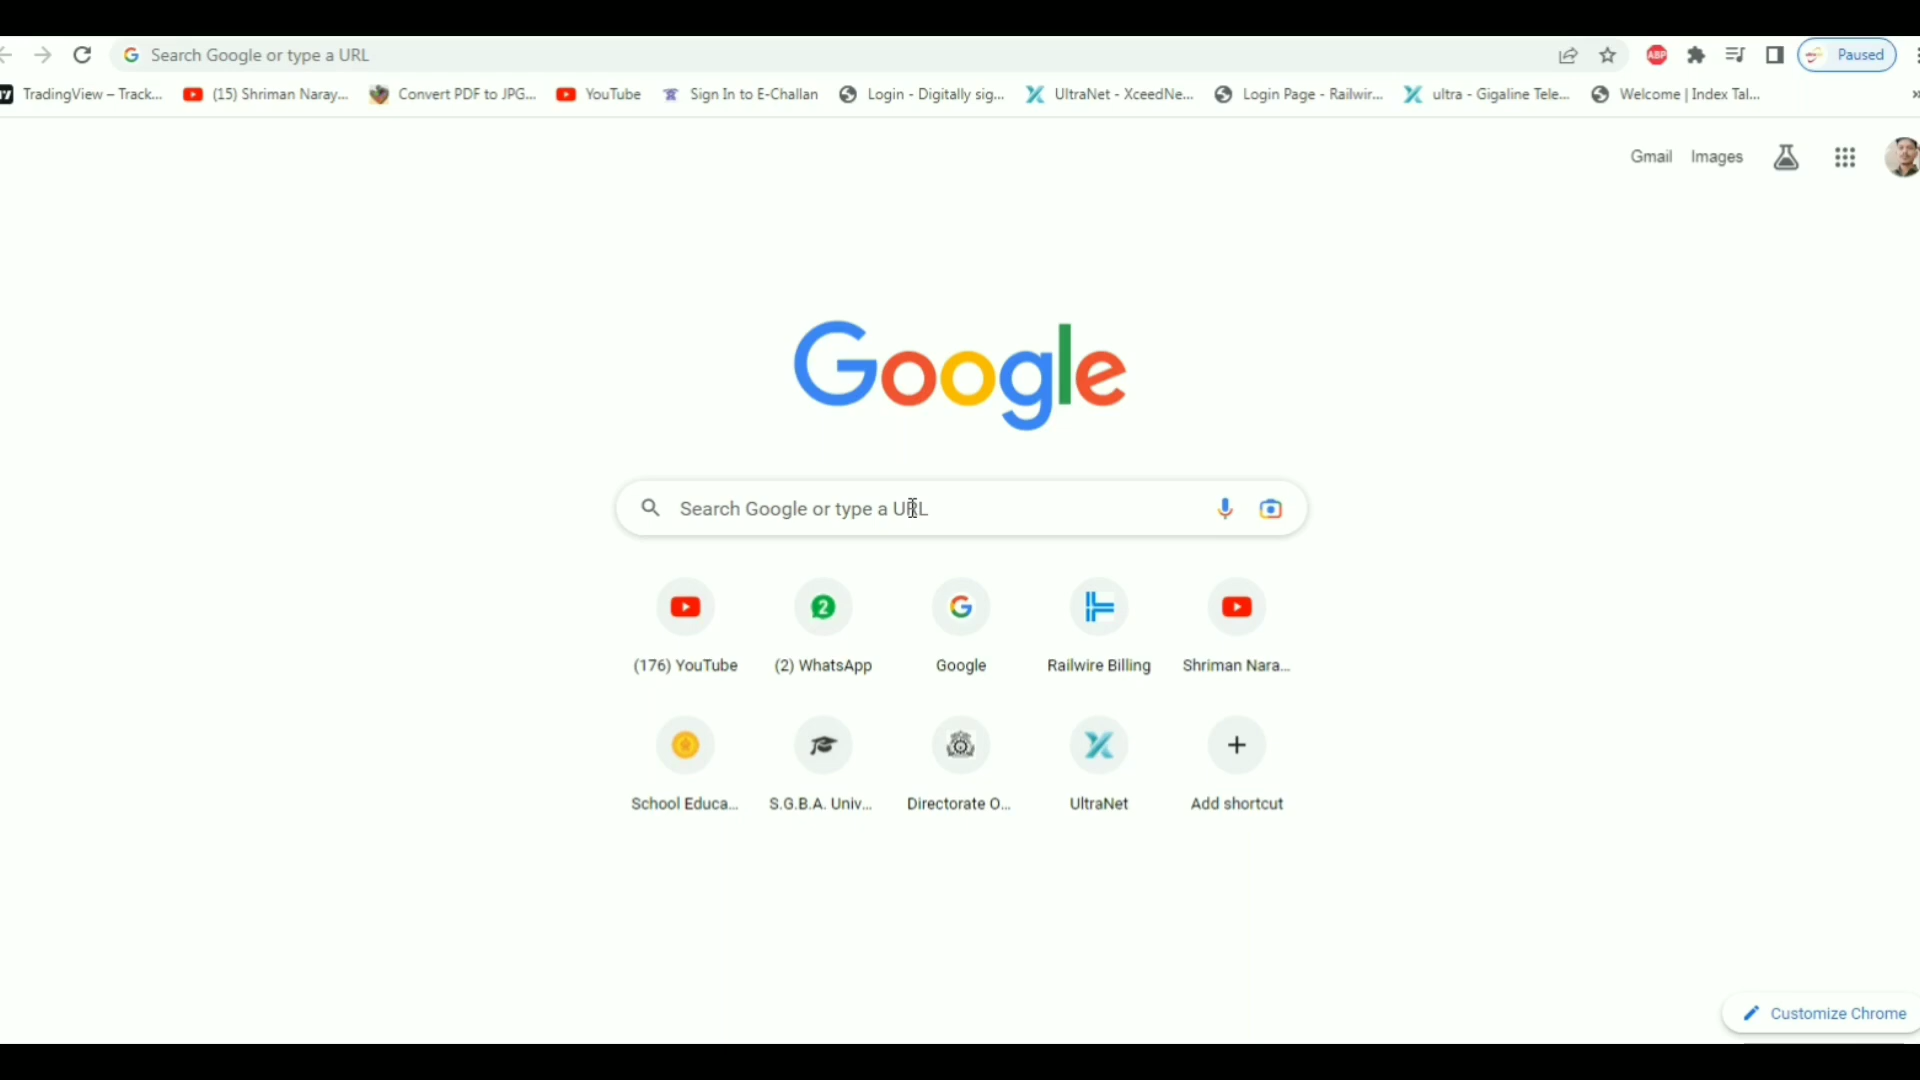 Search Google or type a URL
ABP
Paused
TradingView – Track...
(15) Shriman Naray...
Convert PDF to JPG...
YouTube
Sign In to E-Challan
Login - Digitally sig...
UltraNet - XceedNe...
Login Page - Railwir...
ultra - Gigaline Tele...
Welcome | Index Tal...
Gmail
Images
Google
Search Google or type a URL
2
(176) YouTube
(2) WhatsApp
Google
Railwire Billing
Shriman Nara...
School Educa...
S.G.B.A. Univ...
Directorate O...
UltraNet
Add shortcut
Customize Chrome